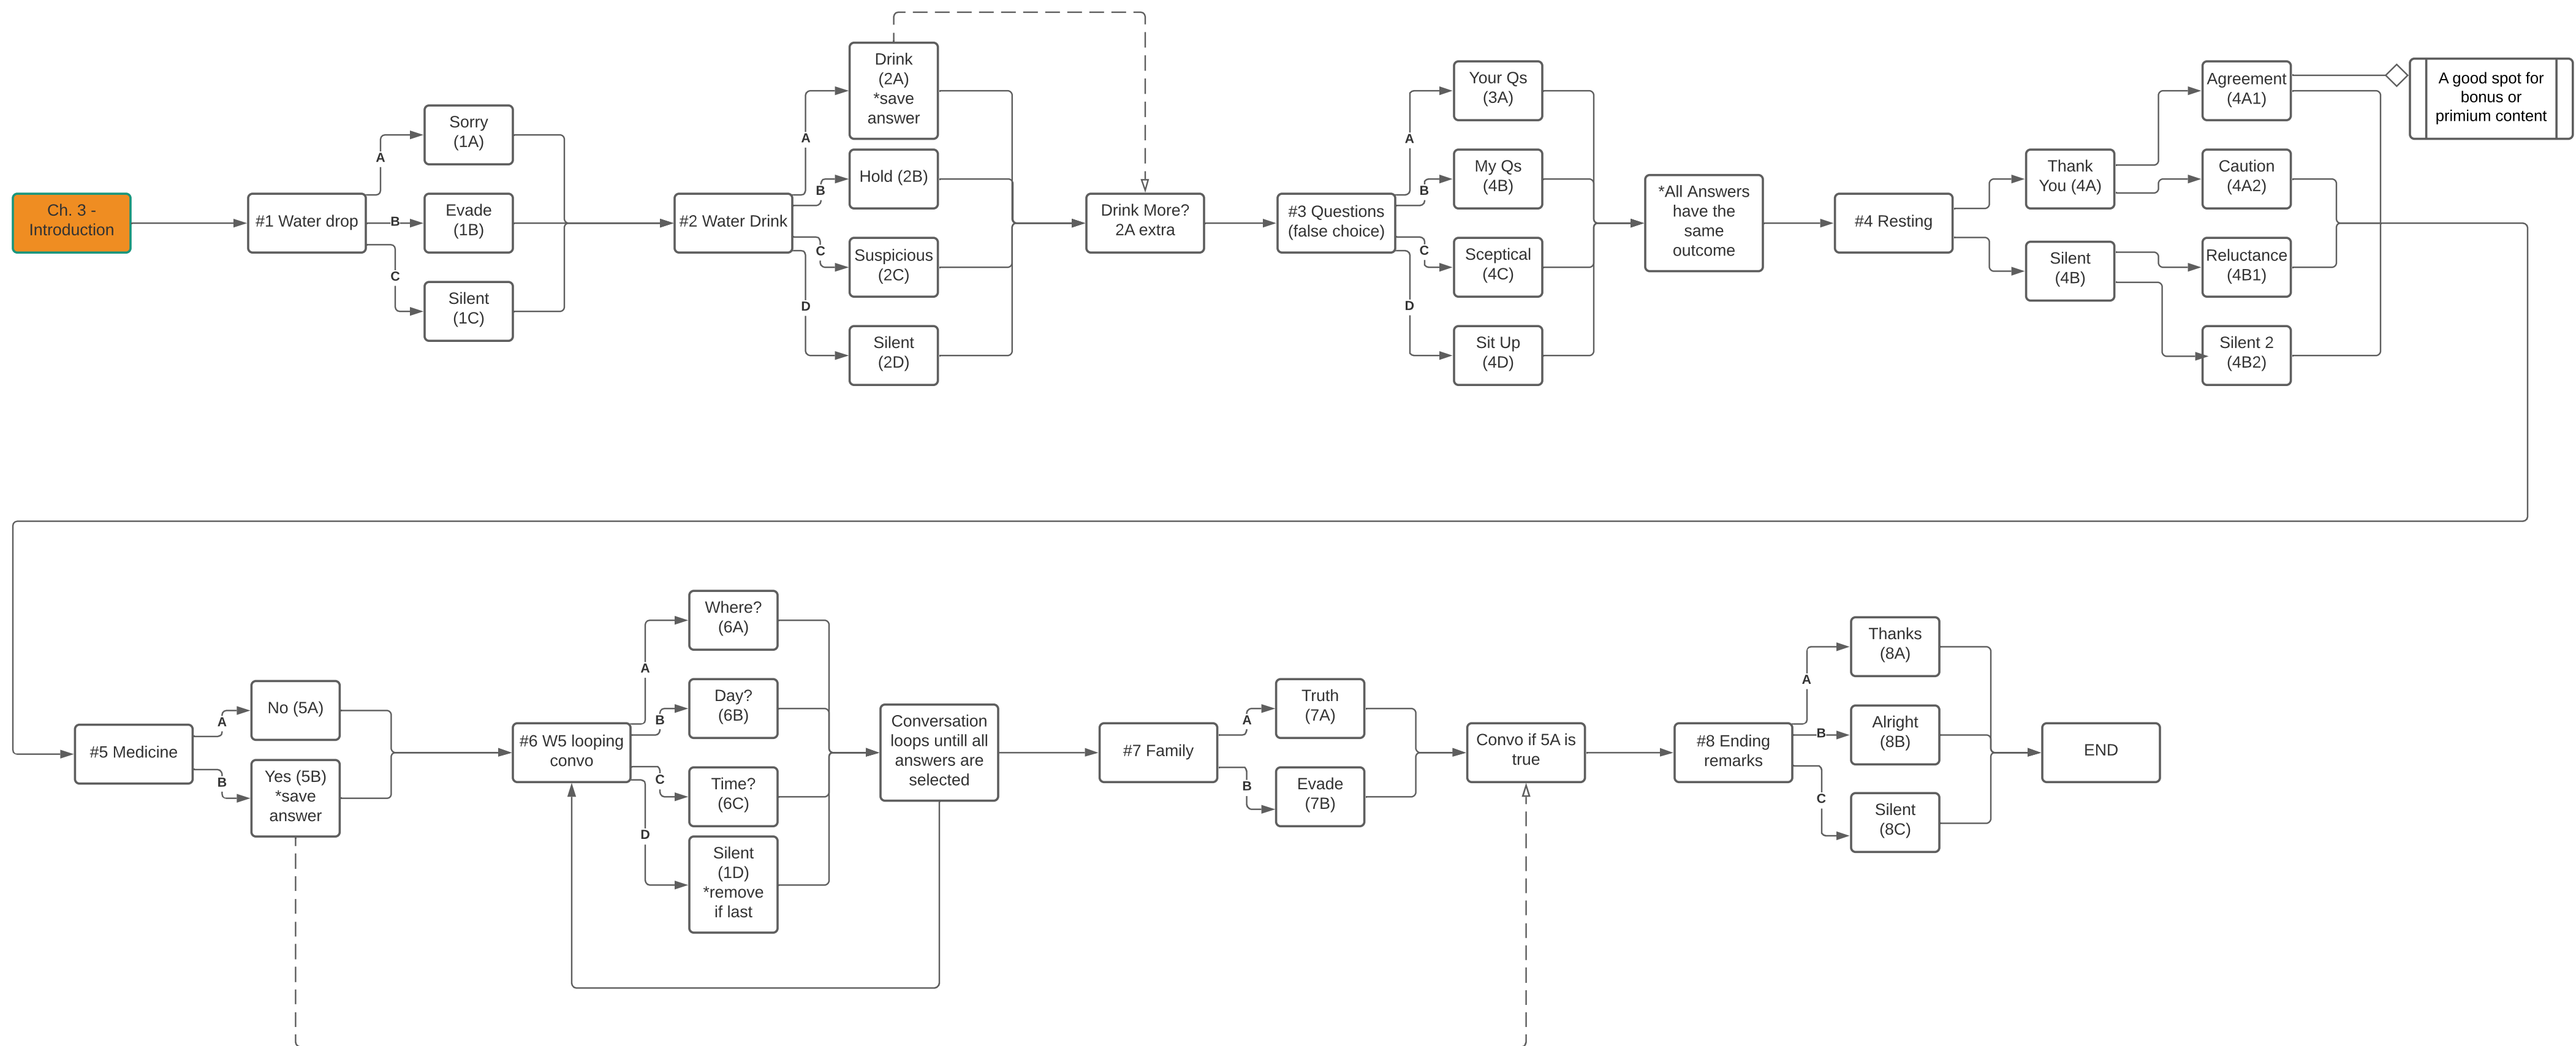 Ch. 3 -
Introduction
#1 Water drop
A
B
C
Sorry
(1A)
Evade
(1B)
Silent
(1C)
#2 Water Drink
A
B
C
D
Drink
(2A)
*save
answer
Hold (2B)
Suspicious
(2C)
Silent
(2D)
Drink More?
2A extra
#3 Questions
(false choice)
A
B
C
D
Your Qs
(3A)
My Qs
(4B)
Sceptical
(4C)
Sit Up
(4D)
*All Answers
have the
same
outcome
#4 Resting
Thank
You (4A)
Silent
(4B)
Agreement
(4A1)
Caution
(4A2)
Reluctance
(4B1)
Silent 2
(4B2)
A good spot for
bonus or
primium content
#5 Medicine
A
B
No (5A)
Yes (5B)
*save
answer
#6 W5 looping
convo
A
B
C
D
Where?
(6A)
Day?
(6B)
Time?
(6C)
Silent
(1D)
*remove
if last
Conversation
loops untill all
answers are
selected
#7 Family
A
B
Truth
(7A)
Evade
(7B)
Convo if 5A is
true
#8 Ending
remarks
A
B
C
Thanks
(8A)
Alright
(8B)
Silent
(8C)
END